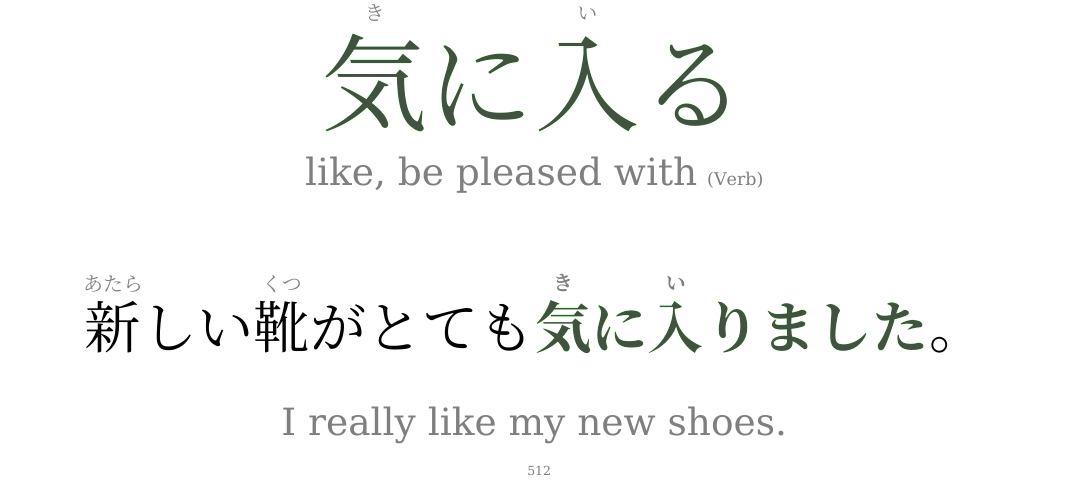 き い
気に入る
like, be pleased with (Verb)
あたら くつ き い
新しい靴がとても気に入りました。
I really like my new shoes.
512